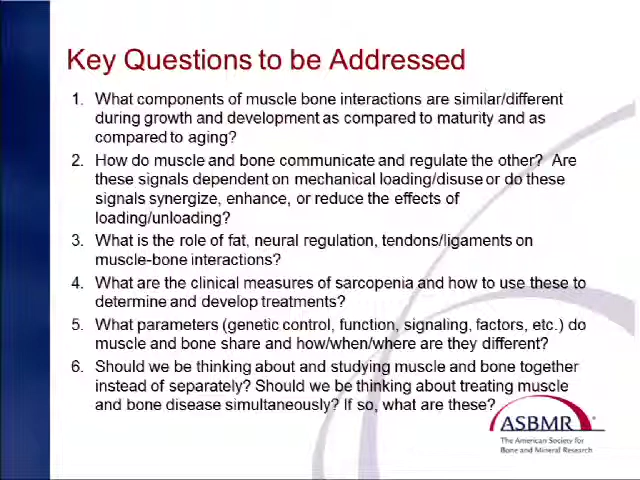 Key Questions to be Addressed
1. What components of muscle bone interactions are similar/different
during growth and development as compared to maturity and as
compared to aging?
2. How do muscle and bone communicate and regulate the other? Are
these signals dependent on mechanical loading/disuse or do these
signals synergize, enhance, or reduce the effects of
loading/unloading?
3. What is the role of fat, neural regulation, tendons/ligaments on
muscle-bone interactions?
4. What are the clinical measures of sarcopenia and how to use these to
determine and develop treatments?
5. What parameters (genetic control, function, signaling, factors, etc.) do
muscle and bone share and how/when/where are they different?
6. Should we be thinking about and studying muscle and bone together
instead of separately? Should we be thinking about treating muscle
and bone disease simultaneously? If so, what are these?
ASBMR
The American Society for
Bone and Mineral Research